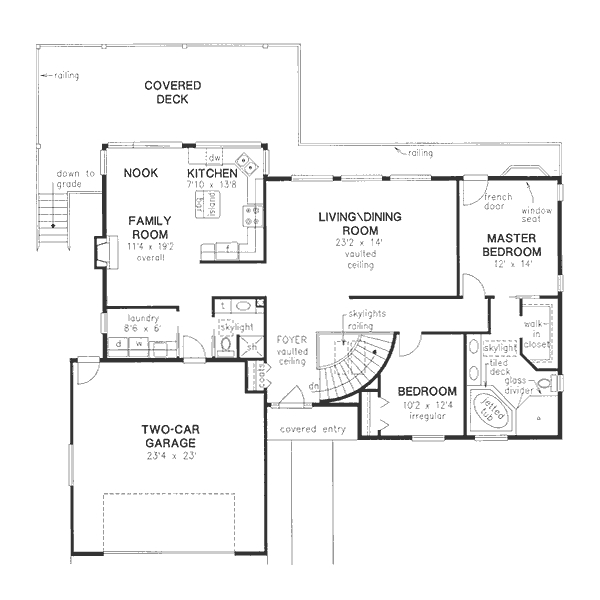 COVERED
DECK
railing
railing
down to
grade
NOOK
KITCHEN
7'10 x 13'8
dw
rng
island
FAMILY
ROOM
11'4 x 19'2
overall
f
LIVING\DINING
ROOM
23'2 x 14'
vaulted
ceiling
french
door
window
seat
MASTER
BEDROOM
12' x 14'
laundry
8'6 x 6'
d
w
skylight
sh
FOYER
vaulted
ceiling
skylights
railing
dn
coats
walk-
in
closet
skylight
tiled
deck
glass
divider
jetted
tub
BEDROOM
10'2 x 12'4
irregular
covered entry
TWO-CAR
GARAGE
23'4 x 23'